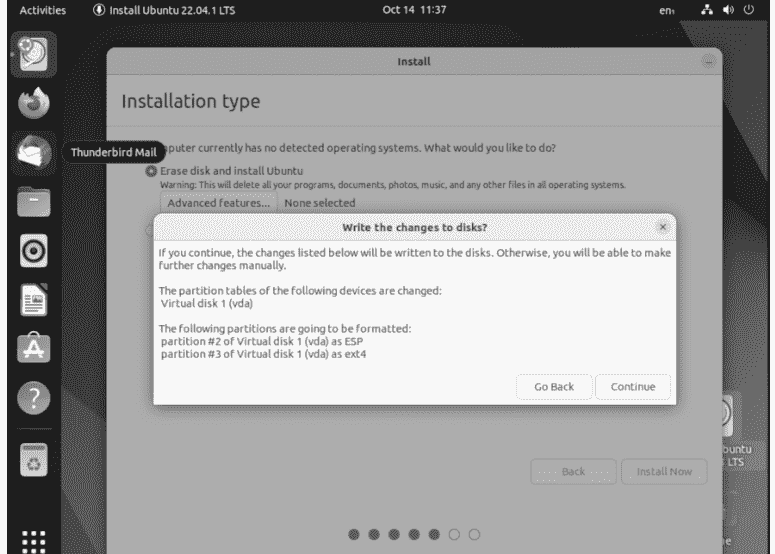 Activities
Install Ubuntu 22.04.1 LTS
Oct 14 11:37
en₁
Install
Installation type
Thunderbird Mail
puter currently has no detected operating systems. What would you like to do?
Erase disk and install Ubuntu
Warning: This will delete all your programs, documents, photos, music, and any other files in all operating systems.
Advanced features... None selected
Write the changes to disks?
If you continue, the changes listed below will be written to the disks. Otherwise, you will be able to make
further changes manually.
The partition tables of the following devices are changed:
Virtual disk 1 (vda)
The following partitions are going to be formatted:
partition #2 of Virtual disk 1 (vda) as ESP
partition #3 of Virtual disk 1 (vda) as ext4
Go Back
Continue
Back
Install Now
buntu
LTS